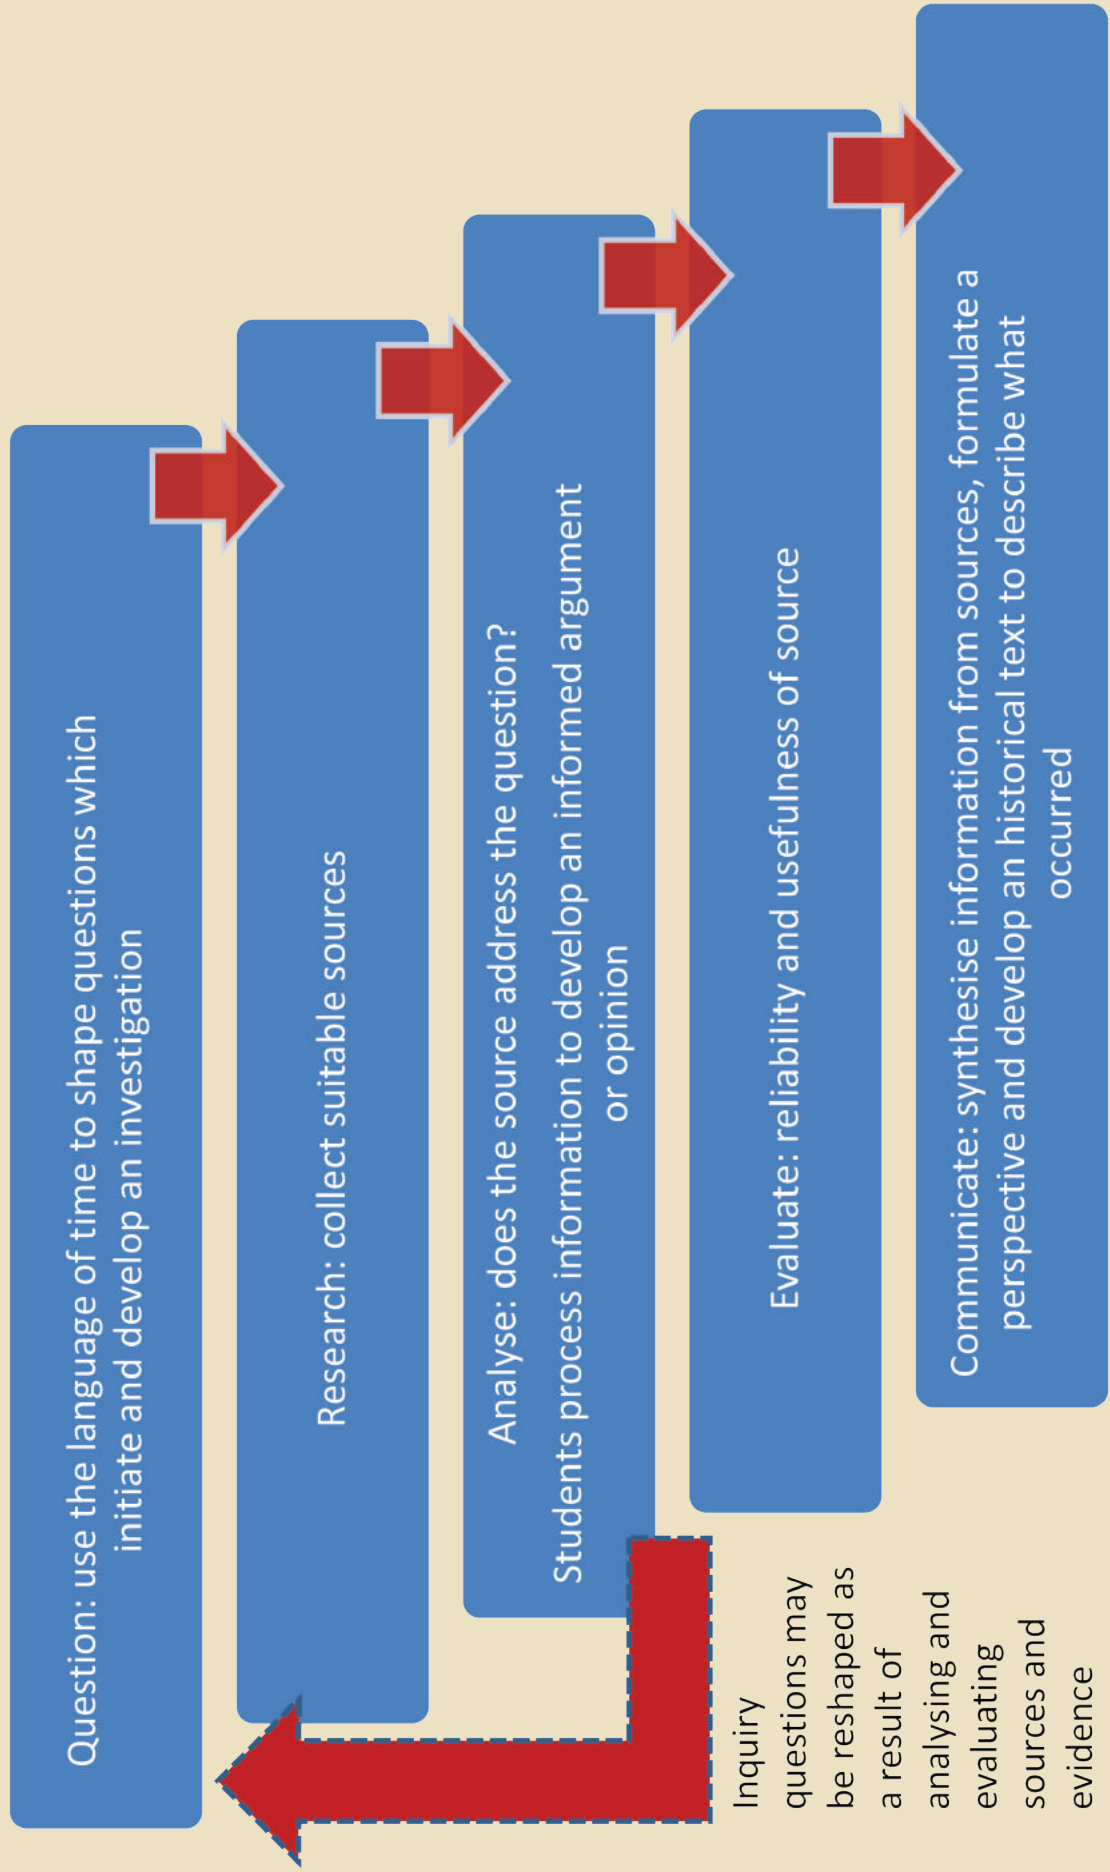 Question: use the language of time to shape questions which
initiate and develop an investigation
Research: collect suitable sources
Analyse: does the source address the question?
Students process information to develop an informed argument
or opinion
Evaluate: reliability and usefulness of source
Communicate: synthesise information from sources, formulate a
perspective and develop an historical text to describe what
occurred
Inquiry
questions may
be reshaped as
a result of
analysing and
evaluating
sources and
evidence